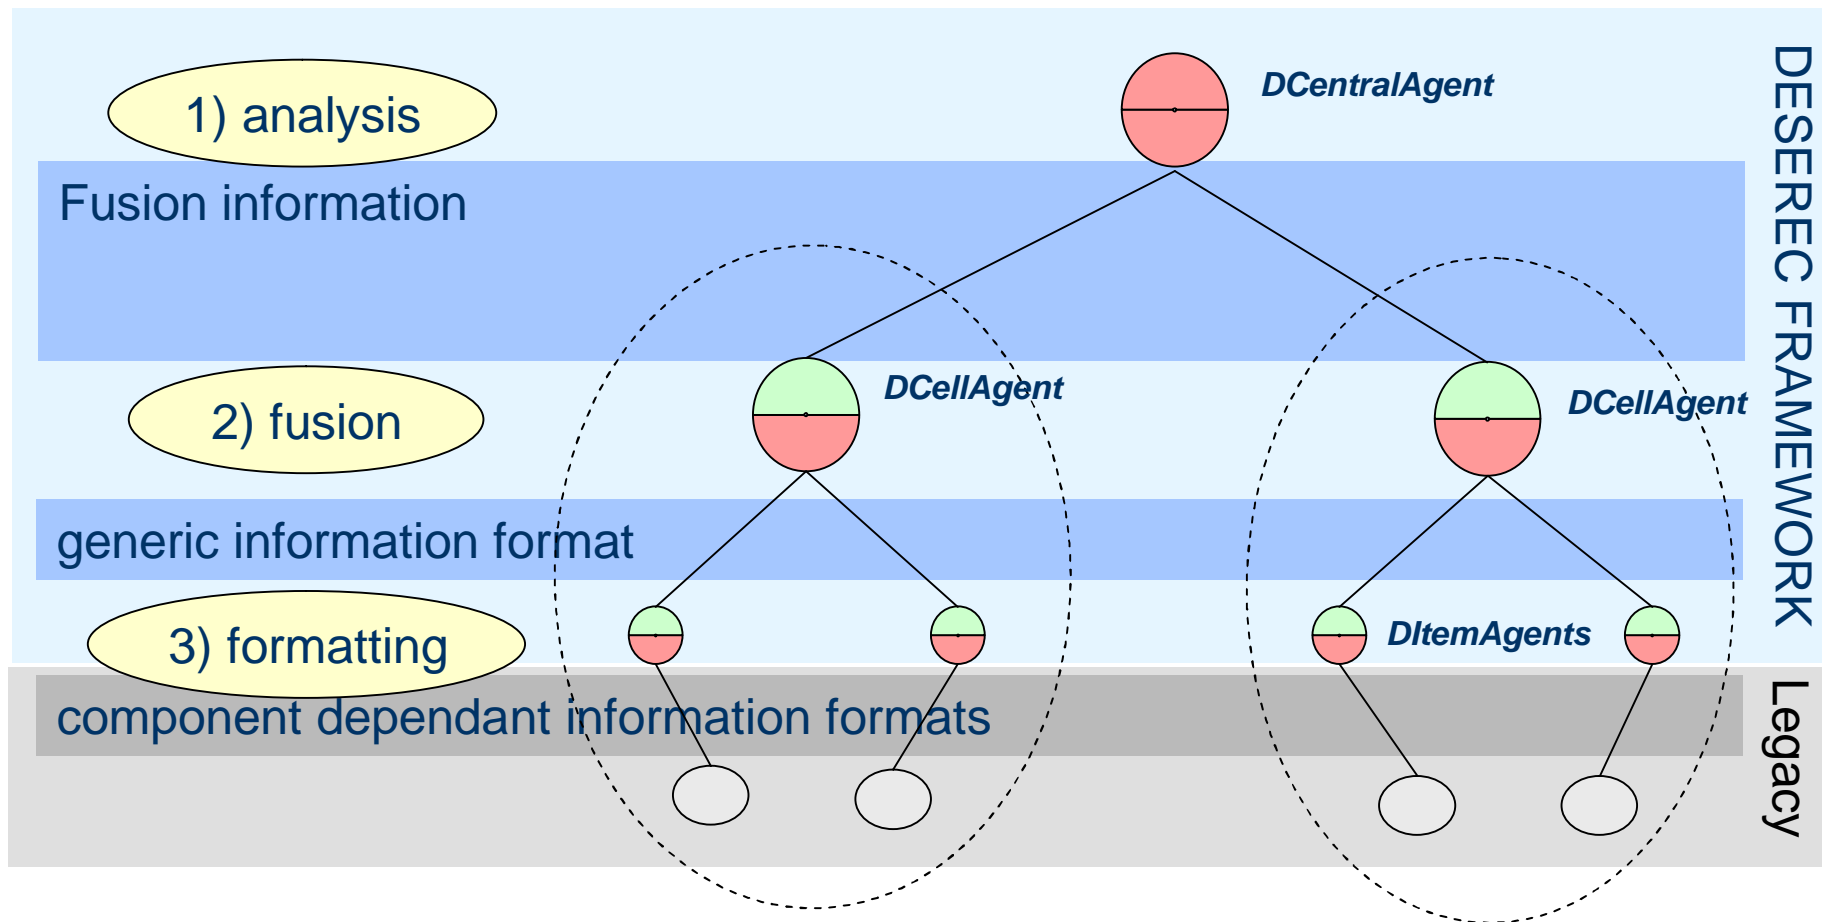 1) analysis
DCentralAgent
Fusion information
2) fusion
DCellAgent
DCellAgent
generic information format
3) formatting
DItemAgents
component dependant information formats
DESEREC FRAMEWORK
Legacy